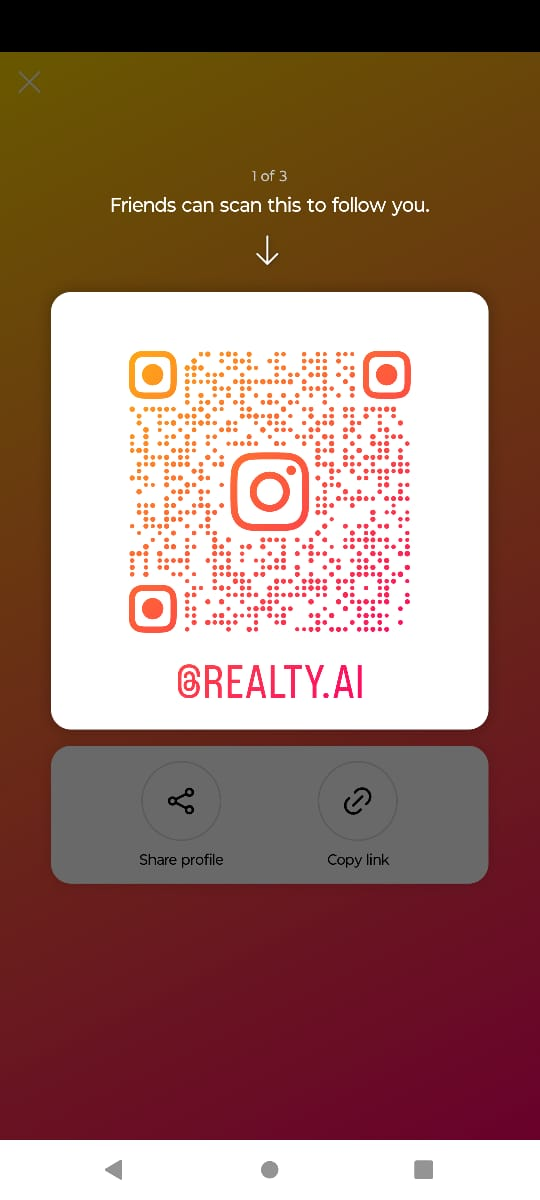 1 of 3
Friends can scan this to follow you.
@REALTY.AI
Share profile
Copy link